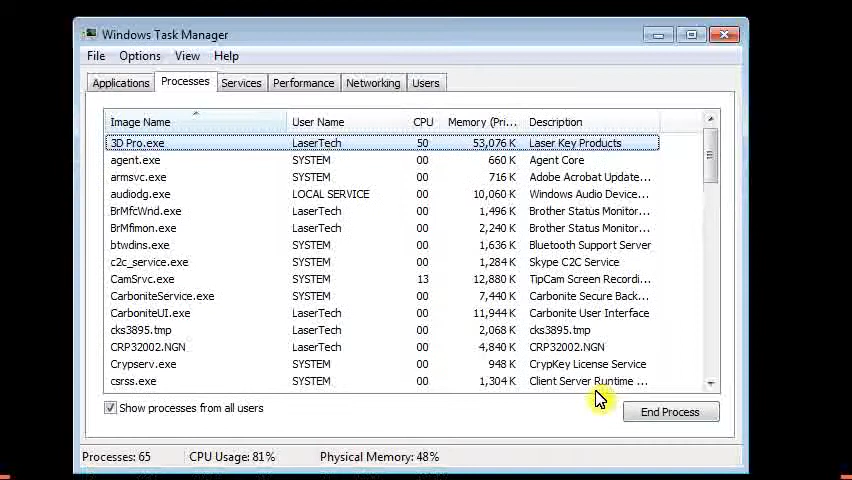 Windows Task Manager
File Options View Help
Applications Processes Services Performance Networking Users
Image Name User Name CPU Memory (Pri... Description
3D Pro.exe LaserTech 50 53,076 K Laser Key Products
agent.exe SYSTEM 00 660 K Agent Core
armsvc.exe SYSTEM 00 716 K Adobe Acrobat Update...
audiodg.exe LOCAL SERVICE 00 10,060 K Windows Audio Device...
BrMfcWnd.exe LaserTech 00 1,496 K Brother Status Monitor...
BrMfimon.exe LaserTech 00 2,240 K Brother Status Monitor...
btwdins.exe SYSTEM 00 1,636 K Bluetooth Support Server
c2c_service.exe SYSTEM 00 1,284 K Skype C2C Service
CamSrvc.exe SYSTEM 13 12,880 K TipCam Screen Recordi...
CarboniteService.exe SYSTEM 00 7,440 K Carbonite Secure Back...
CarboniteUI.exe LaserTech 00 11,944 K Carbonite User Interface
cks3895.tmp LaserTech 00 2,068 K cks3895.tmp
CRP32002.NGN LaserTech 00 4,840 K CRP32002.NGN
Crypserv.exe SYSTEM 00 948 K CrypKey License Service
csrss.exe SYSTEM 00 1,304 K Client Server Runtime ...
Show processes from all users End Process
Processes: 65 CPU Usage: 81% Physical Memory: 48%